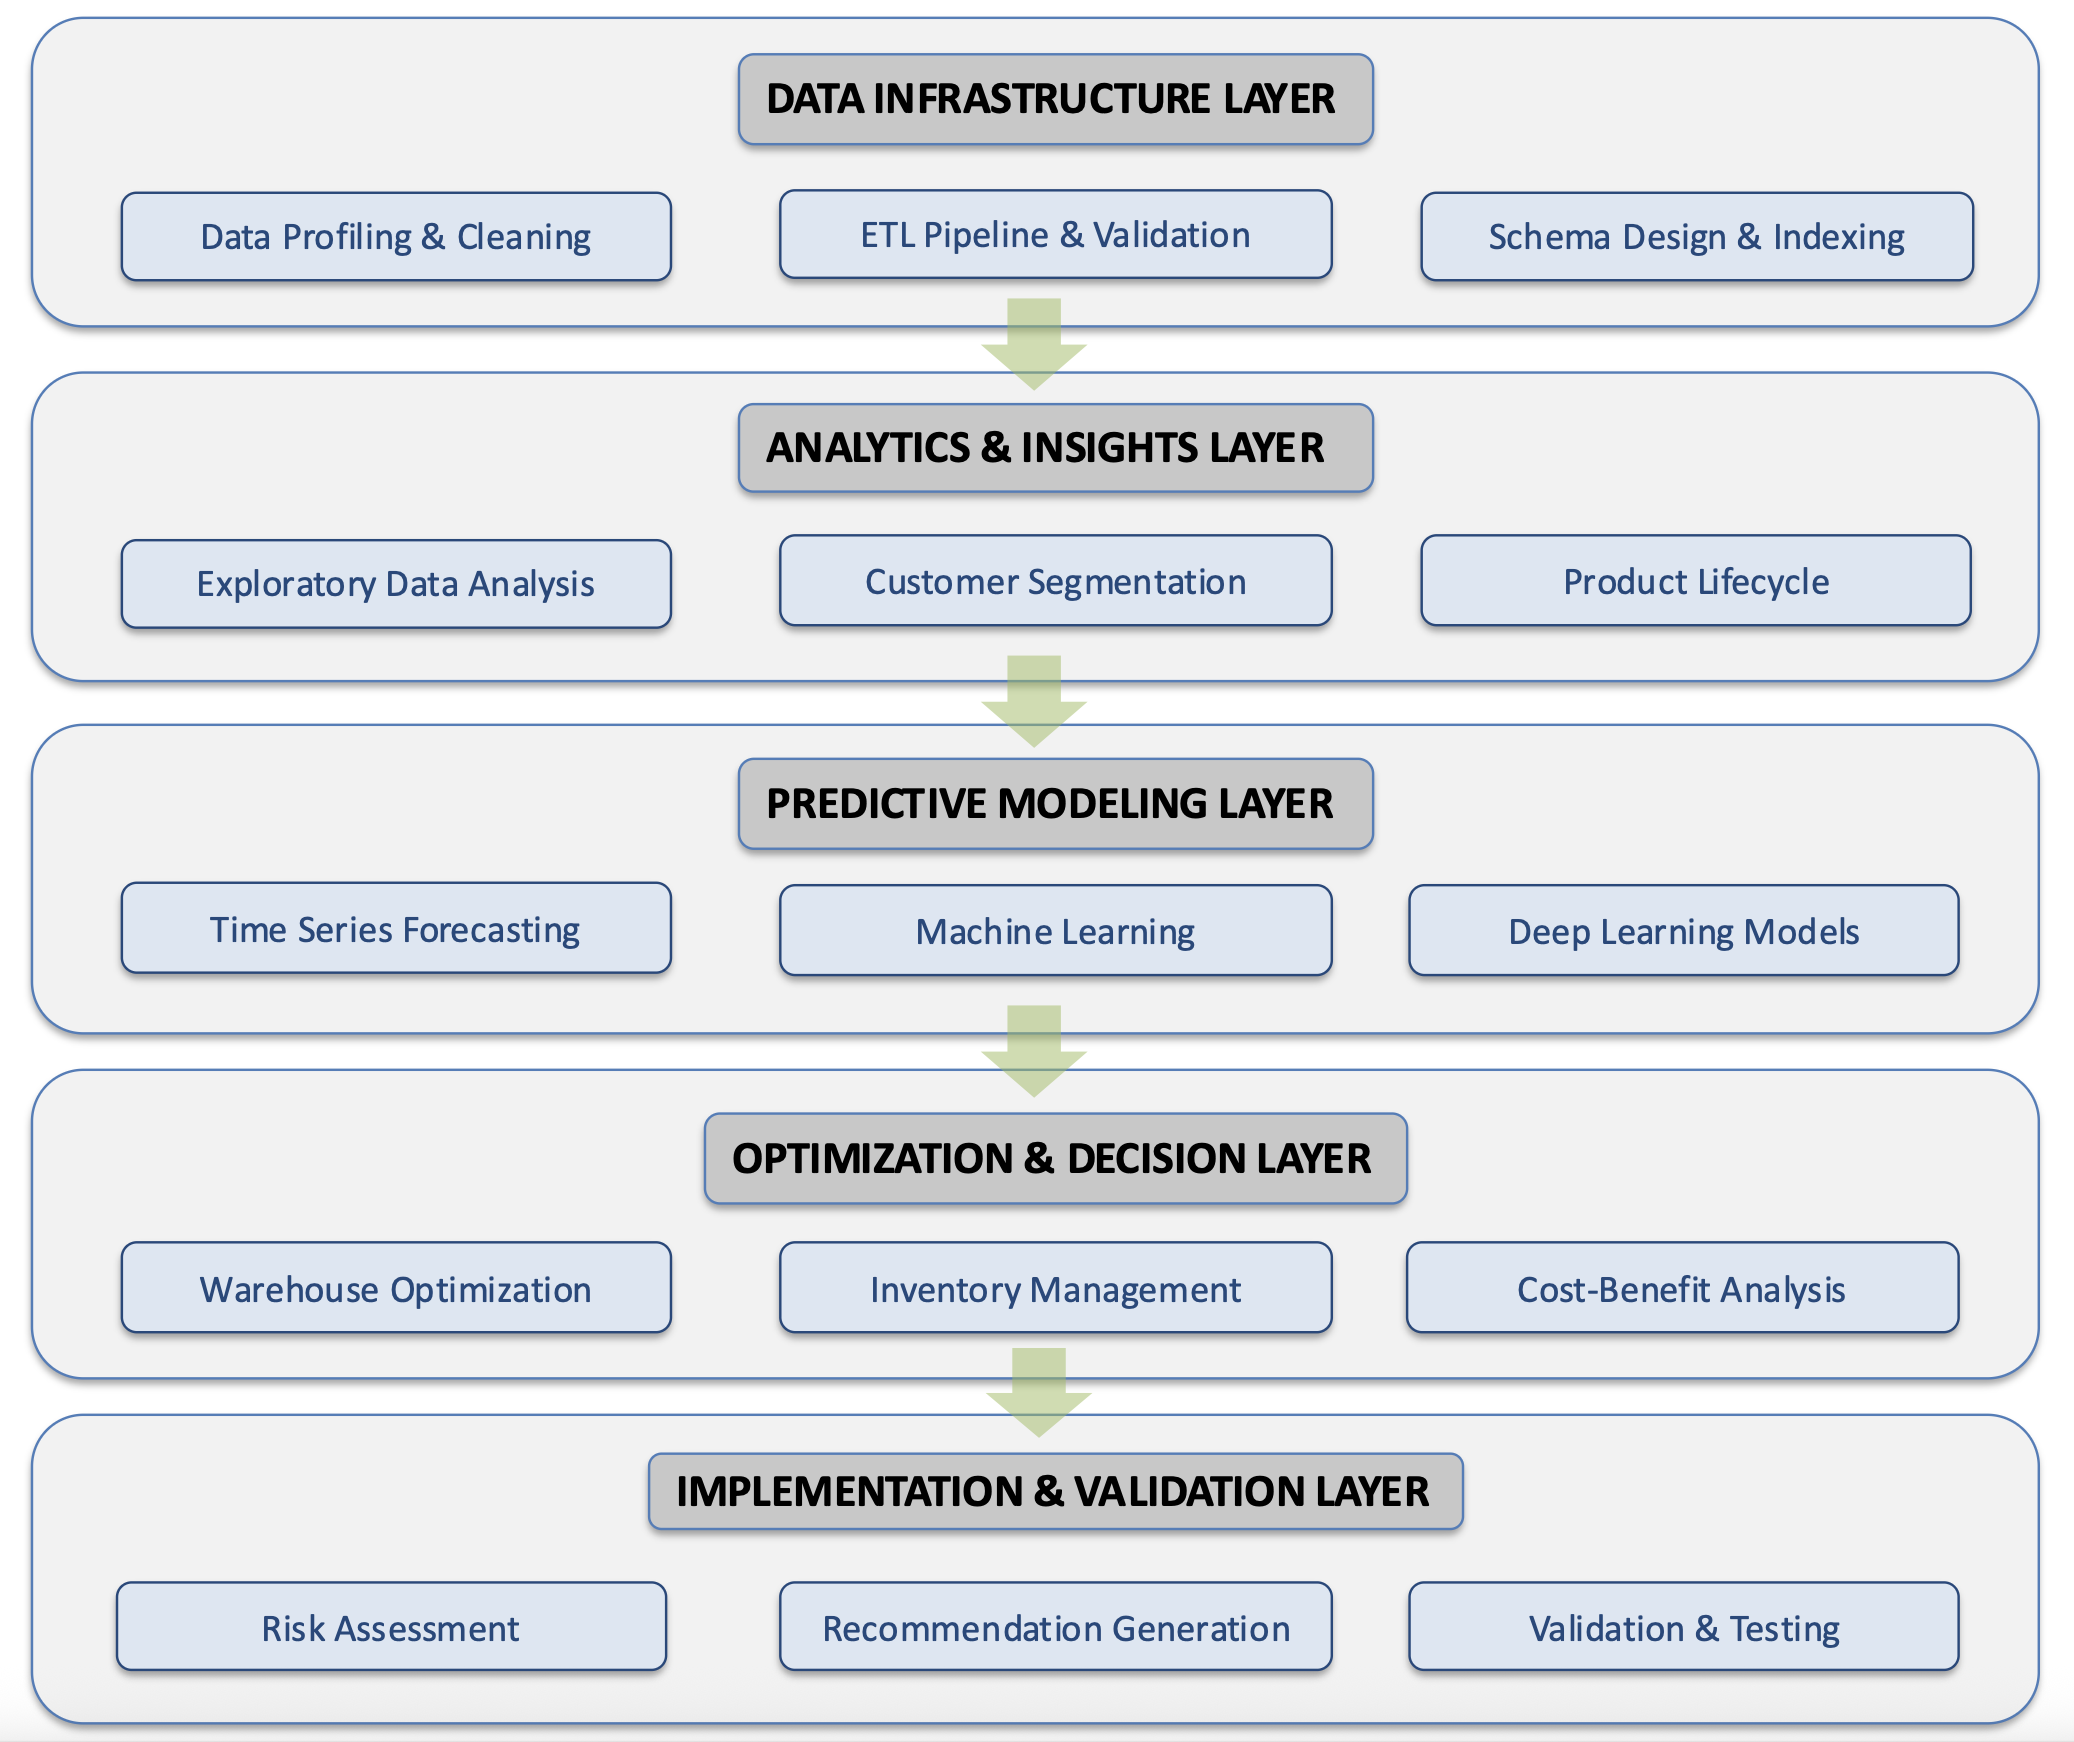 DATA INFRASTRUCTURE LAYER
Data Profiling & Cleaning
ETL Pipeline & Validation
Schema Design & Indexing
ANALYTICS & INSIGHTS LAYER
Exploratory Data Analysis
Customer Segmentation
Product Lifecycle
PREDICTIVE MODELING LAYER
Time Series Forecasting
Machine Learning
Deep Learning Models
OPTIMIZATION & DECISION LAYER
Warehouse Optimization
Inventory Management
Cost-Benefit Analysis
IMPLEMENTATION & VALIDATION LAYER
Risk Assessment
Recommendation Generation
Validation & Testing